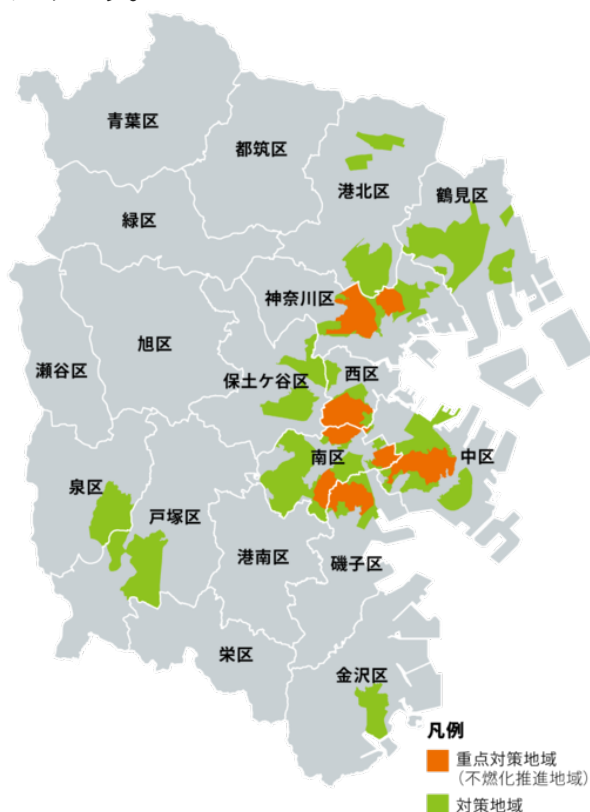 青葉区
都筑区
港北区
鶴見区
緑区
神奈川区
旭区
瀬谷区
保土ケ谷区
西区
南区
中区
泉区
戸塚区
港南区
磯子区
栄区
金沢区
凡例
重点対策地域
(不燃化推進地域)
対策地域